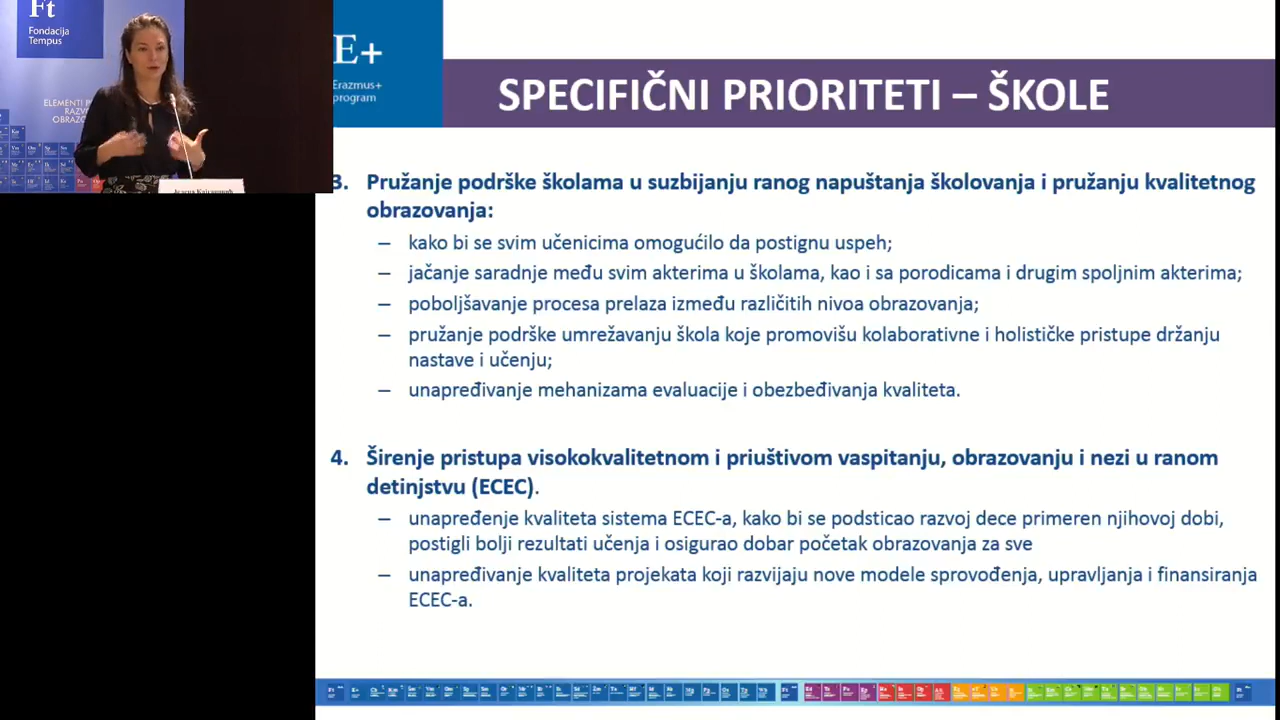 Ft
Fondacija
Tempus
ELEMENTI
E+
Erasmus+
program
SPECIFIČNI PRIORITETI – ŠKOLE
3. Pružanje podrške školama u suzbijanju ranog napuštanja školovanja i pružanju kvalitetnog
obrazovanja:
– kako bi se svim učenicima omogućilo da postignu uspeh;
– jačanje saradnje među svim akterima u školama, kao i sa porodicama i drugim spoljnim akterima;
– poboljšavanje procesa prelaza između različitih nivoa obrazovanja;
– pružanje podrške umrežavanju škola koje promovišu kolaborativne i holističke pristupe držanju
nastave i učenju;
– unapređivanje mehanizama evaluacije i obezbeđivanja kvaliteta.
4. Širenje pristupa visokokvalitetnom i priuštivom vaspitanju, obrazovanju i nezi u ranom
detinjstvu (ECEC).
– unapređenje kvaliteta sistema ECEC-a, kako bi se podsticao razvoj dece primeren njihovoj dobi,
postigli bolji rezultati učenja i osigurao dobar početak obrazovanja za sve
– unapređivanje kvaliteta projekata koji razvijaju nove modele sprovođenja, upravljanja i finansiranja
ECEC-a.